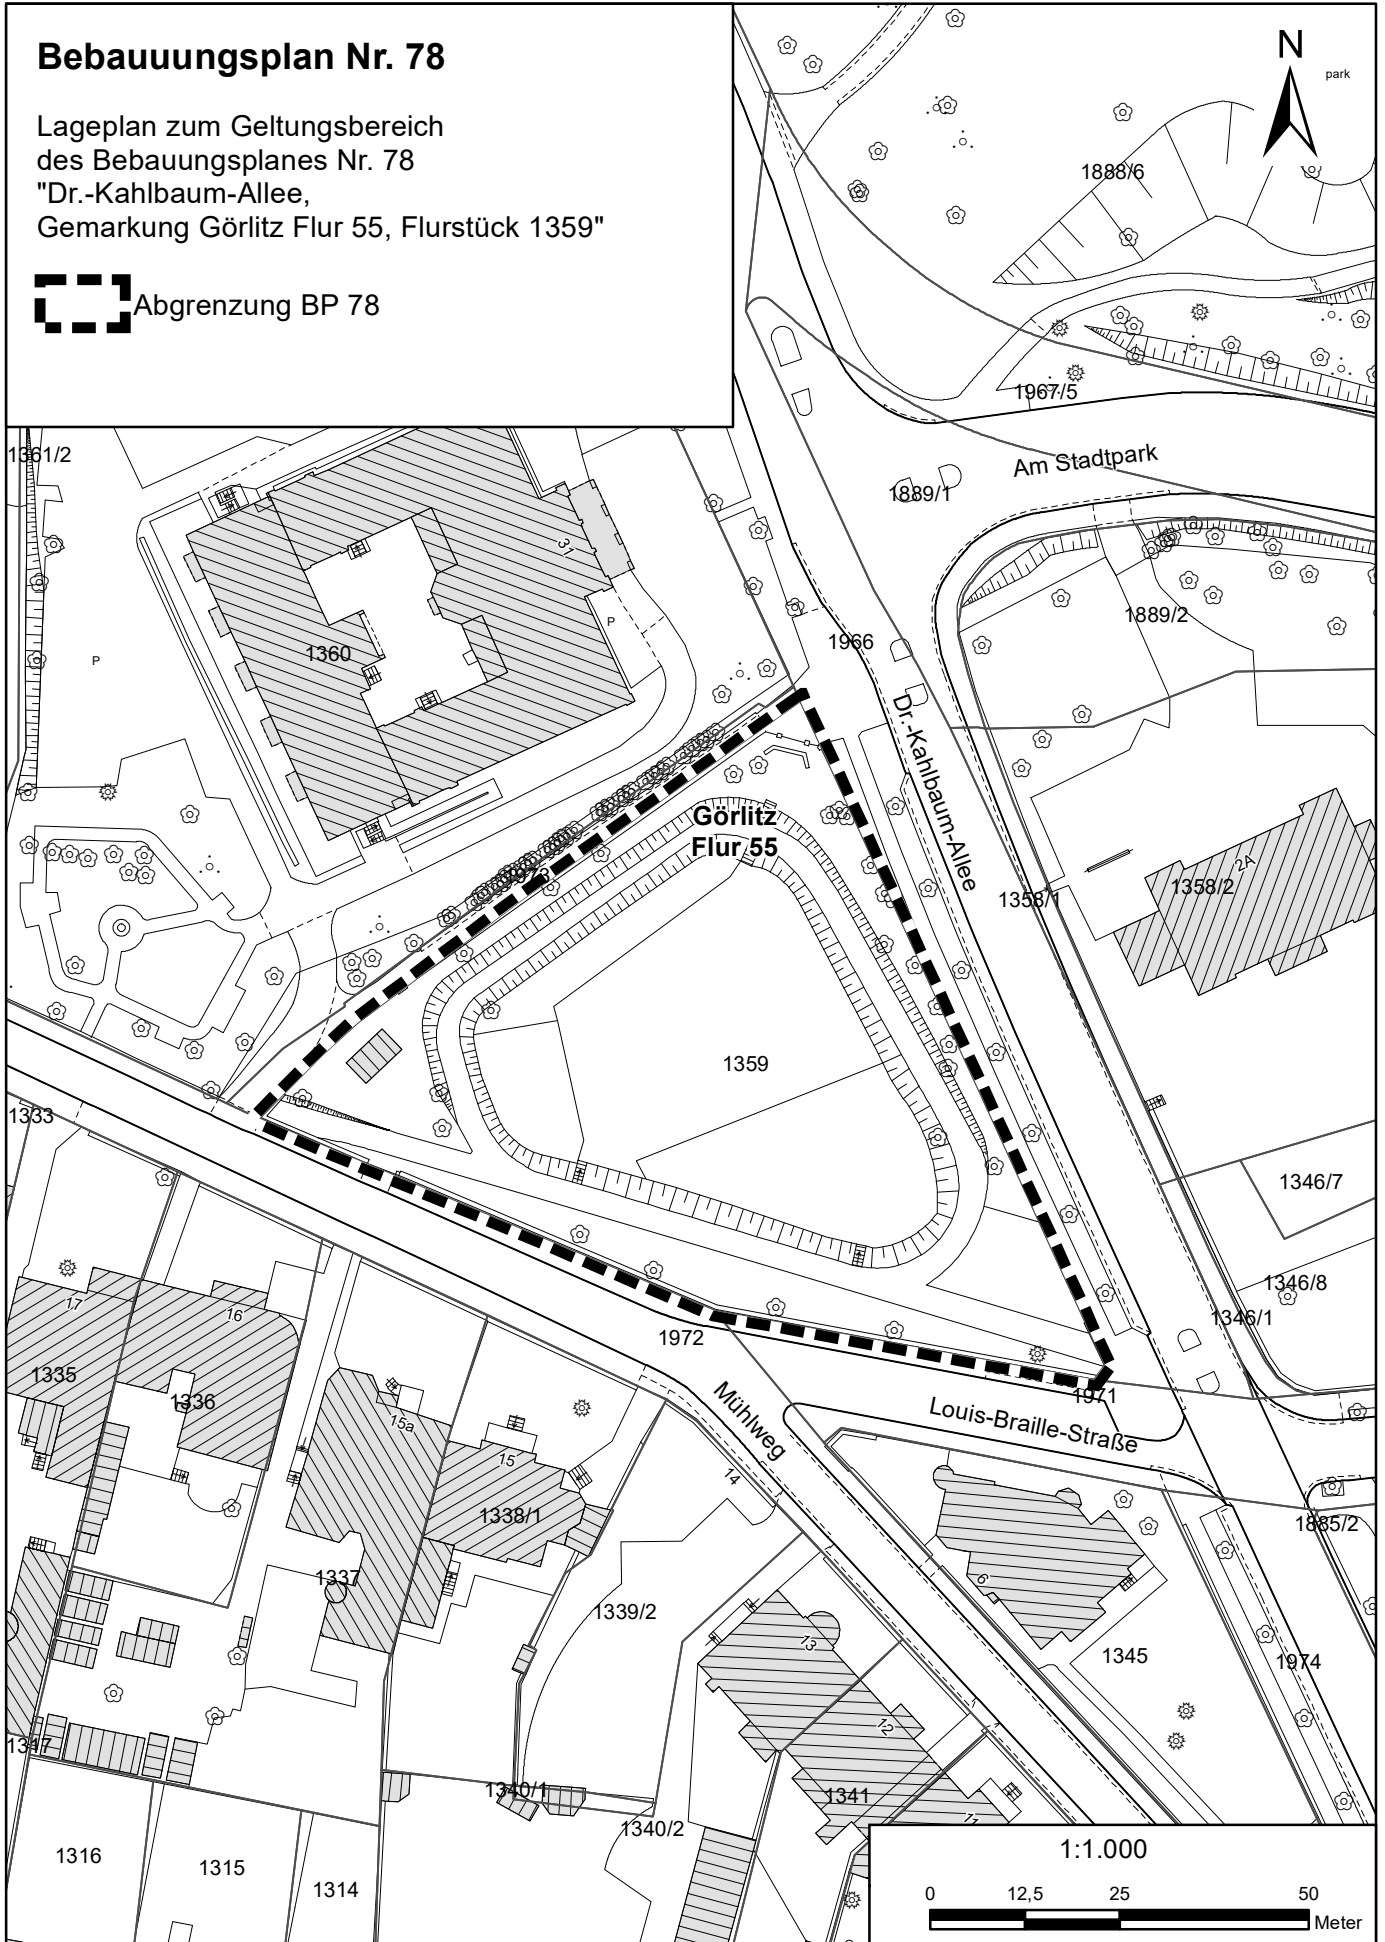 Bebauuungsplan Nr. 78
Lageplan zum Geltungsbereich
des Bebauungsplanes Nr. 78
"Dr.-Kahlbaum-Allee,
Gemarkung Görlitz Flur 55, Flurstück 1359"
Abgrenzung BP 78
N
park
1888/6
1967/5
Am Stadtpark
1889/1
1361/2
31
1360
P
P
1966
1889/2
Dr.-Kahlbaum-Allee
Görlitz
Flur 55
1973
2A
1358/2
1358/1
1359
1333
1346/7
1346/8
1346/1
17
16
1335
1336
1972
1971
Mühlweg
Louis-Braille-Straße
15a
15
14
1338/1
1337
1885/2
6
1339/2
13
1345
1974
12
1317
1340/1
1341
11
1340/2
1316
1315
1314
1:1.000
0 12,5 25 50
Meter